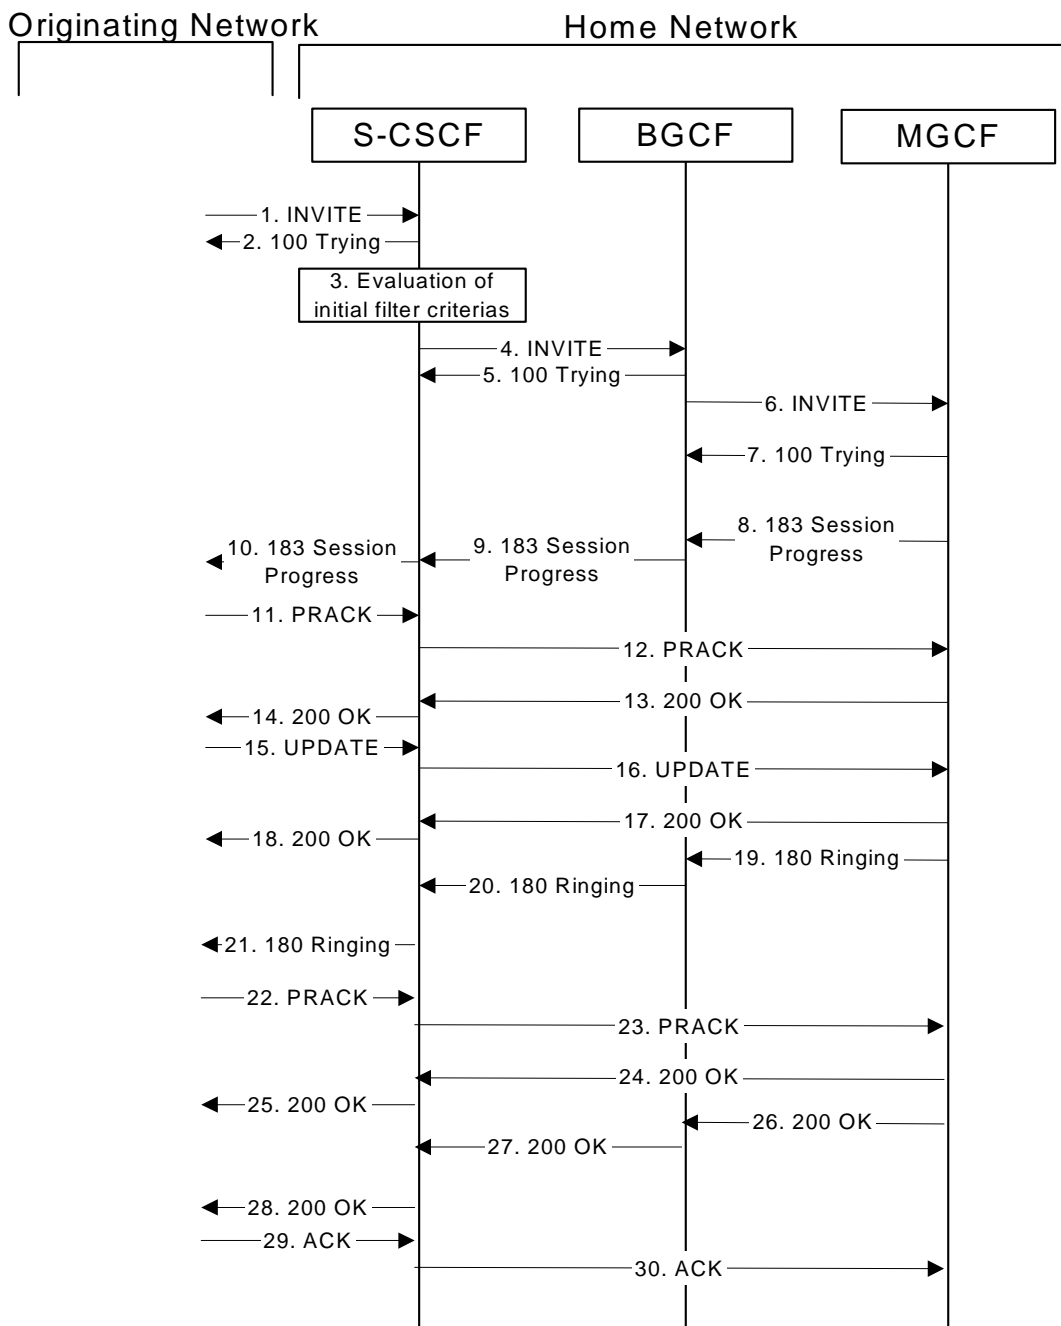 Originating Network
Home Network
S-CSCF
BGCF
MGCF
1. INVITE
2. 100 Trying
3. Evaluation of
initial filter criterias
4. INVITE
5. 100 Trying
6. INVITE
7. 100 Trying
8. 183 Session
Progress
9. 183 Session
Progress
10. 183 Session
Progress
11. PRACK
12. PRACK
13. 200 OK
14. 200 OK
15. UPDATE
16. UPDATE
17. 200 OK
18. 200 OK
19. 180 Ringing
20. 180 Ringing
21. 180 Ringing
22. PRACK
23. PRACK
24. 200 OK
25. 200 OK
26. 200 OK
27. 200 OK
28. 200 OK
29. ACK
30. ACK